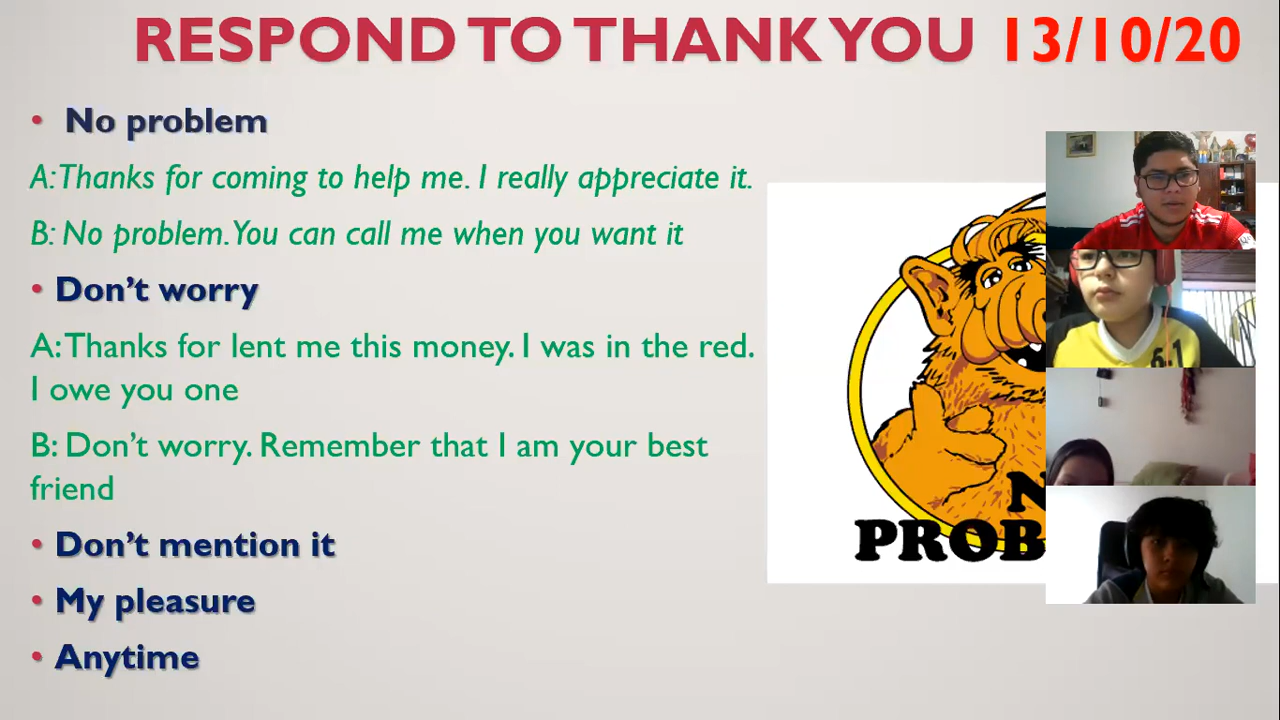 RESPOND TO THANK YOU 13/10/20
• No problem
A: Thanks for coming to help me. I really appreciate it.
B: No problem. You can call me when you want it
• Don't worry
A: Thanks for lent me this money. I was in the red.
I owe you one
B: Don't worry. Remember that I am your best
friend
• Don't mention it
• My pleasure
• Anytime
N
PROB